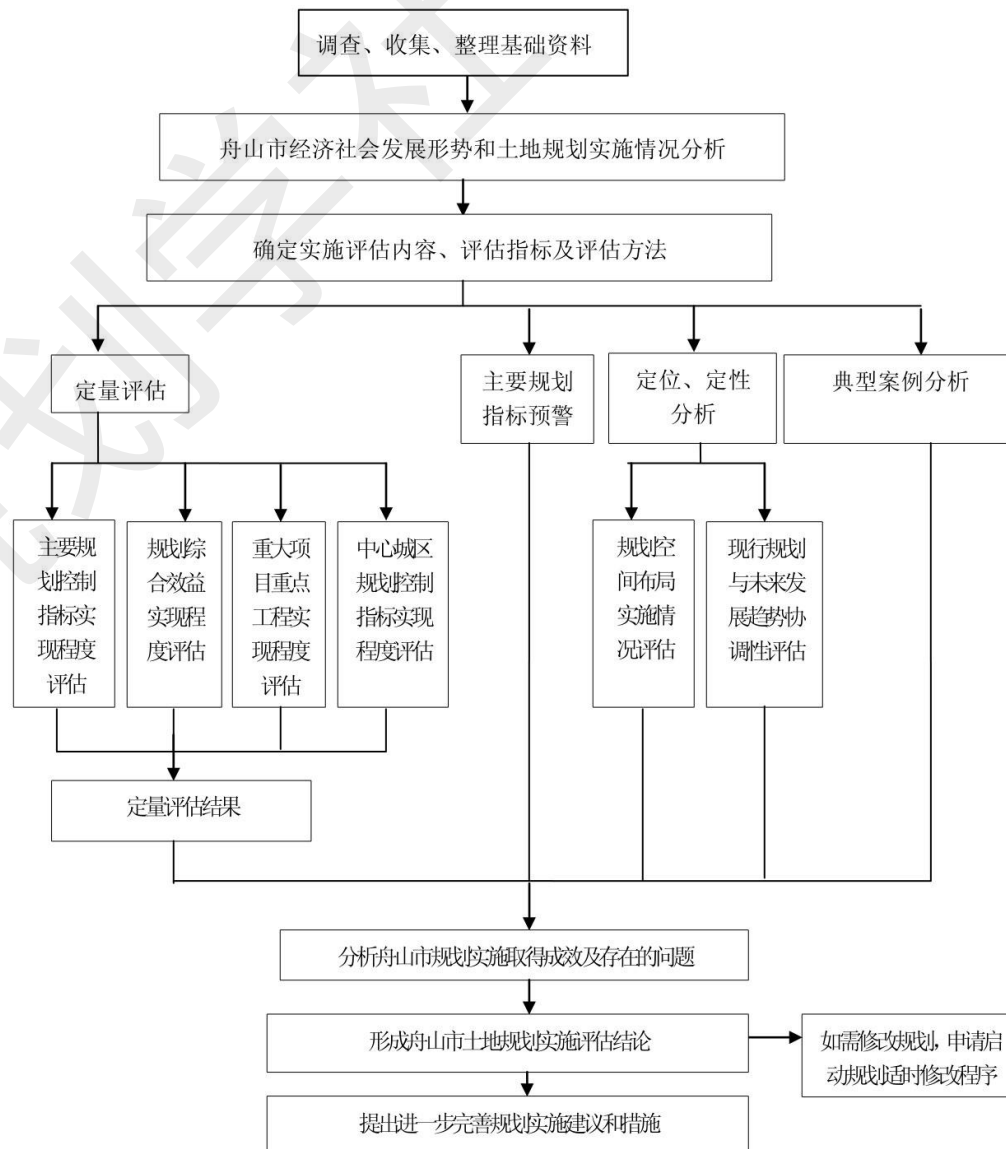 调查、收集、整理基础资料
舟山市经济社会发展形势和土地规划实施情况分析
确定实施评估内容、评估指标及评估方法
定量评估
主要规划
指标预警
定位、定性
分析
典型案例分析
主要规
划控制
指标实
现程度
评估
规划综
合效益
实现程
度评估
重大项
目重点
工程实
现程度
评估
中心城区
规划控制
指标实现
程度评估
规划空
间布局
实施情
况评估
现行规划
与未来发
展趋势协
调性评估
定量评估结果
分析舟山市规划实施取得成效及存在的问题
形成舟山市土地规划实施评估结论
如需修改规划，申请启
动规划适时修改程序
提出进一步完善规划实施建议和措施
划学社